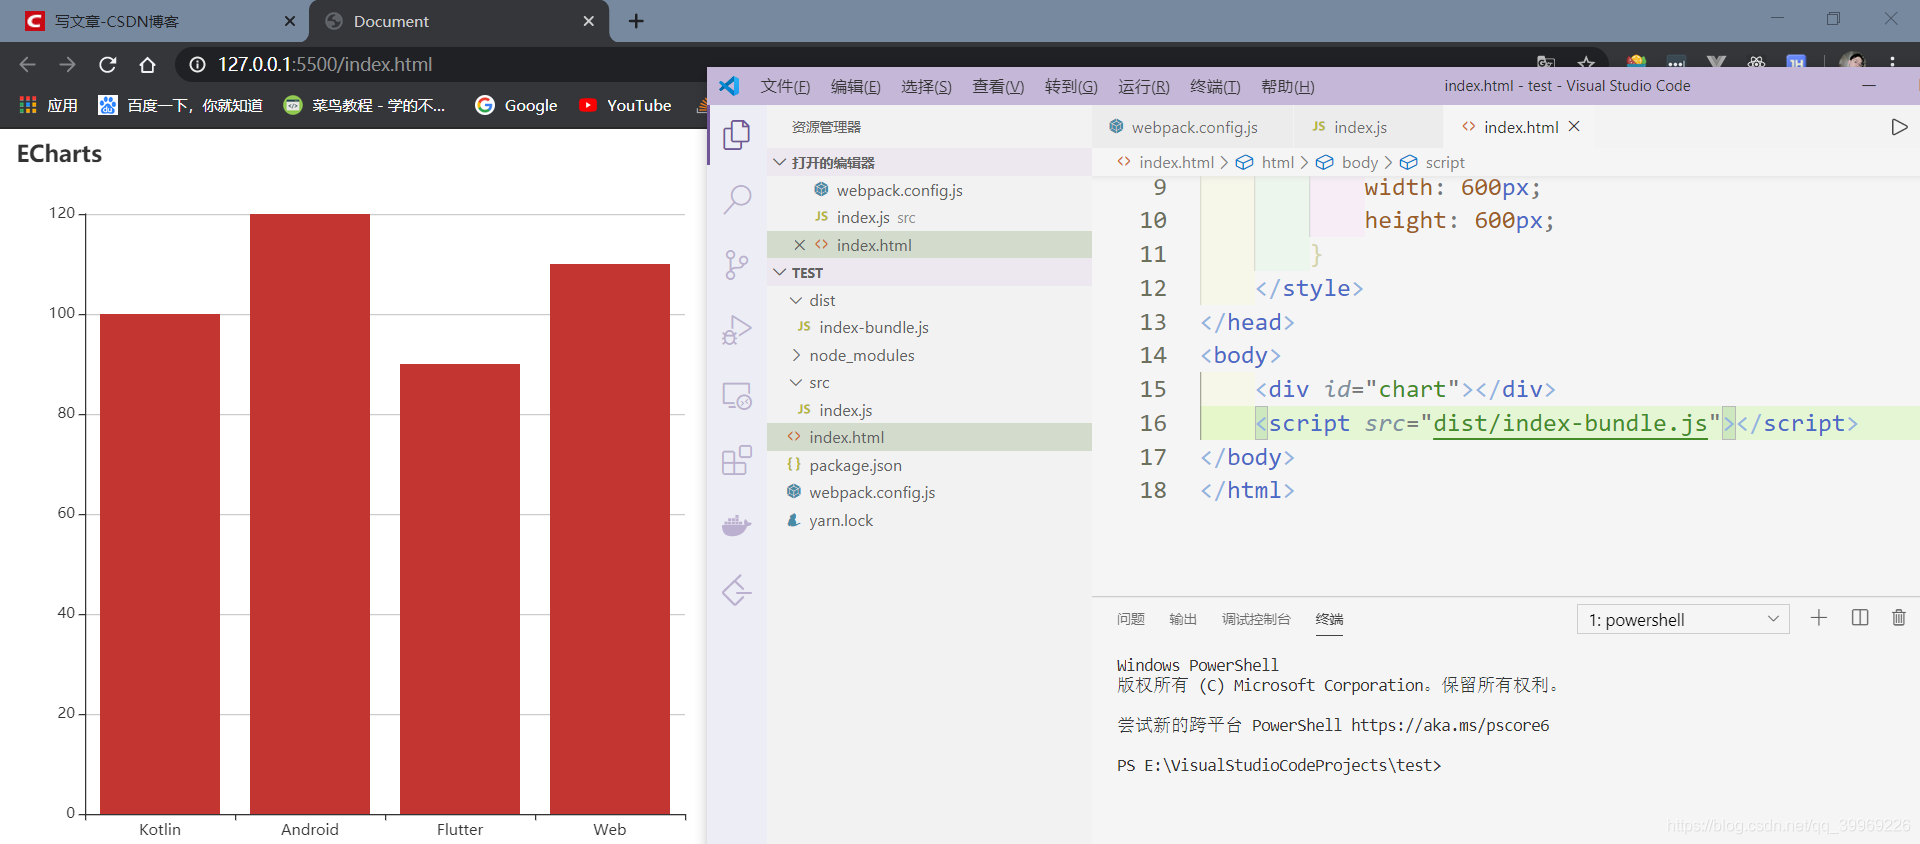 写文章-CSDN博客
Document
127.0.0.1:5500/index.html
应用
百度一下，你就知道
菜鸟教程 - 学的不...
Google
YouTube
ECharts
120
100
80
60
40
20
0
Kotlin
Android
Flutter
Web
文件(F)
编辑(E)
选择(S)
查看(V)
转到(G)
运行(R)
终端(T)
帮助(H)
index.html - test - Visual Studio Code
资源管理器
打开的编辑器
webpack.config.js
JS index.js src
index.html
TEST
dist
JS index-bundle.js
node_modules
src
JS index.js
index.html
{} package.json
webpack.config.js
yarn.lock
webpack.config.js
JS index.js
<> index.html
<> index.html > html > body > script
9 width: 600px;
10 height: 600px;
11 }
12 </style>
13 </head>
14 <body>
15 <div id="chart"></div>
16 <script src="dist/index-bundle.js"></script>
17 </body>
18 </html>
问题
输出
调试控制台
终端
1: powershell
Windows PowerShell
版权所有 (C) Microsoft Corporation。保留所有权利。
尝试新的跨平台 PowerShell https://aka.ms/pscore6
PS E:\VisualStudioCodeProjects\test>
https://blog.csdn.net/qq_39969226